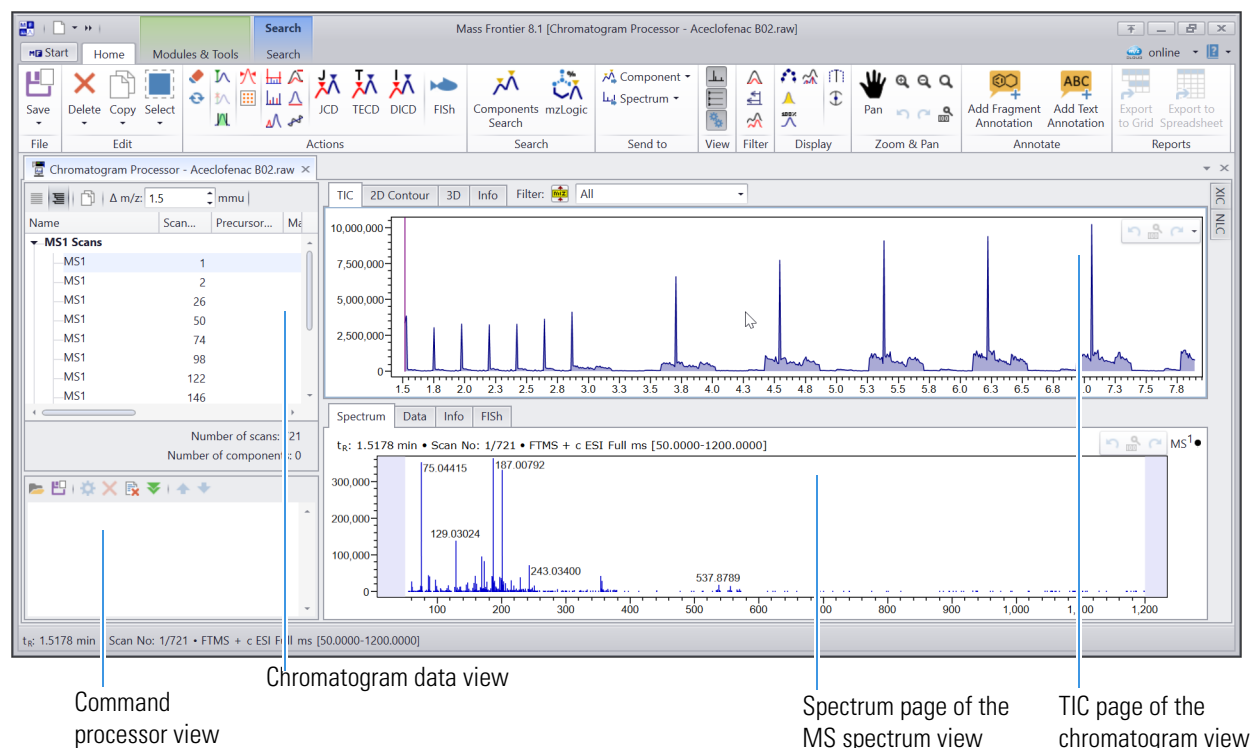 Search
Mass Frontier 8.1 [Chromatogram Processor - Aceclofenac B02.raw]
Start Home Modules & Tools Search online
Save Delete Copy Select JCD TECD DICD FISh Components Search mzLogic Component Spectrum Pan Add Fragment Annotation ABC Add Text Annotation Export to Grid Export to Spreadsheet
File Edit Actions Search Send to View Filter Display Zoom & Pan Annotate Reports
Chromatogram Processor - Aceclofenac B02.raw
Δ m/z: 1.5 mmu
Name Scan... Precursor... Ma
MS1 Scans
MS1 1
MS1 2
MS1 26
MS1 50
MS1 74
MS1 98
MS1 122
MS1 146
Number of scans: 721
Number of components: 0
TIC 2D Contour 3D Info Filter: m/z All
XIC
NLC
10,000,000
7,500,000
5,000,000
2,500,000
0
1.5 1.8 2.0 2.3 2.5 2.8 3.0 3.3 3.5 3.8 4.0 4.3 4.5 4.8 5.0 5.3 5.5 5.8 6.0 6.3 6.5 6.8 7.0 7.3 7.5 7.8
Spectrum Data Info FISh
tR: 1.5178 min • Scan No: 1/721 • FTMS + c ESI Full ms [50.0000-1200.0000]
MS1●
75.04415 187.00792
300,000
200,000
129.03024
100,000
243.03400
537.8789
0
100 200 300 400 500 600 700 800 900 1,000 1,100 1,200
tR: 1.5178 min • Scan No: 1/721 • FTMS + c ESI Full ms [50.0000-1200.0000]
Chromatogram data view
Command
processor view
Spectrum page of the
MS spectrum view
TIC page of the
chromatogram view